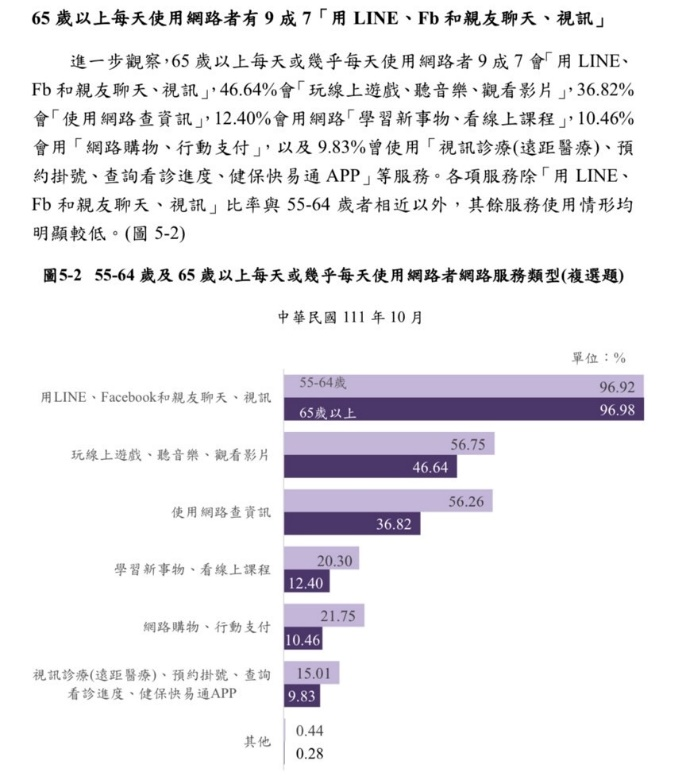 65 歲以上每天使用網路者有 9 成 7「用 LINE、Fb 和親友聊天、視訊」
進一步觀察，65 歲以上每天或幾乎每天使用網路者 9 成 7 會「用 LINE、
Fb 和親友聊天、視訊」，46.64%會「玩線上遊戲、聽音樂、觀看影片」，36.82%
會「使用網路查資訊」，12.40%會用網路「學習新事物、看線上課程」，10.46%
會用「網路購物、行動支付」，以及 9.83%曾使用「視訊診療(遠距醫療)、預
約掛號、查詢看診進度、健保快易通 APP」等服務。各項服務除「用 LINE、
Fb 和親友聊天、視訊」比率與 55-64 歲者相近以外，其餘服務使用情形均
明顯較低。(圖 5-2)
圖5-2 55-64 歲及 65 歲以上每天或幾乎每天使用網路者網路服務類型(複選題)
中華民國 111 年 10 月
單位：%
用LINE、Facebook和親友聊天、視訊
55-64歲
96.92
65歲以上
96.98
玩線上遊戲、聽音樂、觀看影片
56.75
46.64
使用網路查資訊
56.26
36.82
學習新事物、看線上課程
20.30
12.40
網路購物、行動支付
21.75
10.46
視訊診療(遠距醫療)、預約掛號、查詢
看診進度、健保快易通APP
15.01
9.83
其他
0.44
0.28